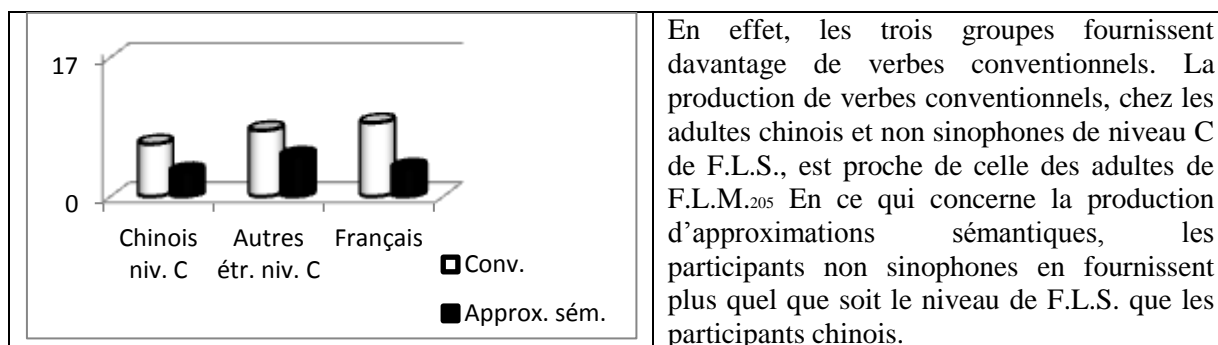 17
0
Chinois
niv. C
Autres
étr. niv. C
Français
Conv.
Approx. sém.
En effet, les trois groupes fournissent
davantage de verbes conventionnels. La
production de verbes conventionnels, chez les
adultes chinois et non sinophones de niveau C
de F.L.S., est proche de celle des adultes de
F.L.M.205 En ce qui concerne la production
d'approximations sémantiques, les
participants non sinophones en fournissent
plus quel que soit le niveau de F.L.S. que les
participants chinois.